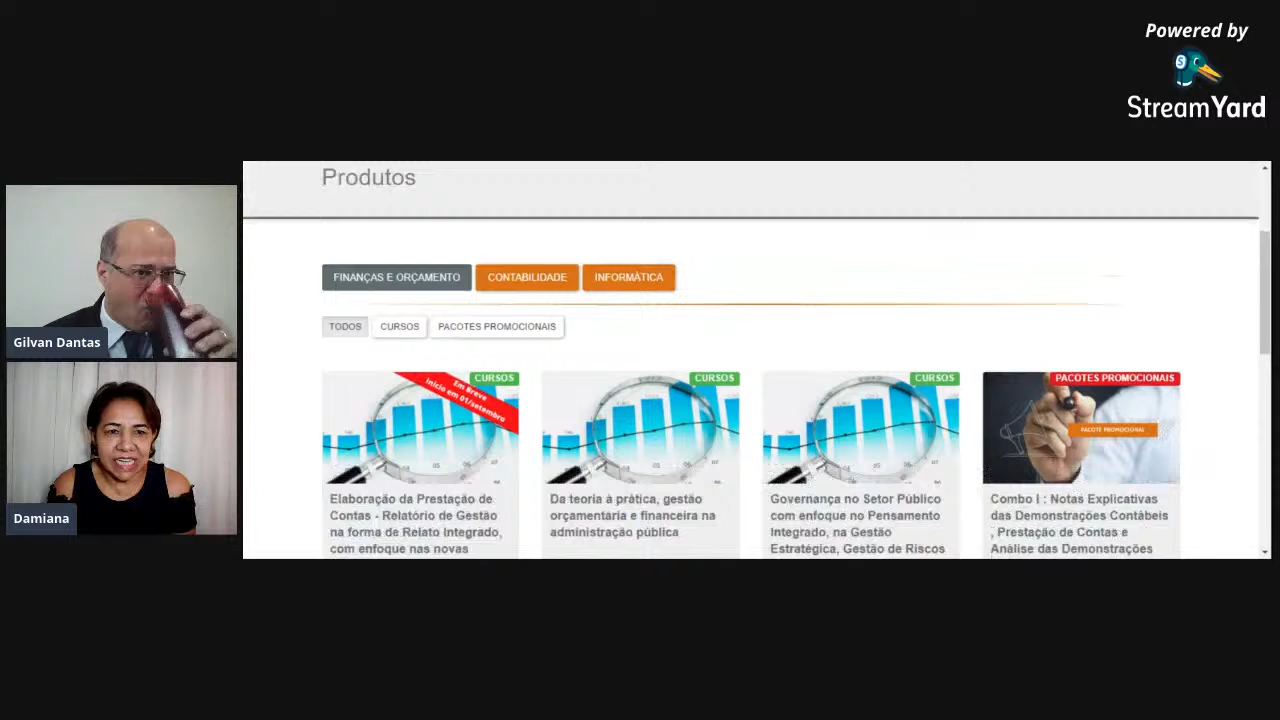 Powered by
StreamYard
Produtos
FINANÇAS E ORÇAMENTO
CONTABILIDADE
INFORMÁTICA
TODOS
CURSOS
PACOTES PROMOCIONAIS
Em Breve
Início em 01/setembro
CURSOS
CURSOS
CURSOS
PACOTES PROMOCIONAIS
PACOTE PROMOCIONAL
Elaboração da Prestação de
Contas - Relatório de Gestão
na forma de Relato Integrado,
com enfoque nas novas
Da teoria à prática, gestão
orçamentária e financeira na
administração pública
Governança no Setor Público
com enfoque no Pensamento
Integrado, na Gestão
Estratégica, Gestão de Riscos
Combo I : Notas Explicativas
das Demonstrações Contábeis
, Prestação de Contas e
Análise das Demonstrações
Gilvan Dantas
Damiana